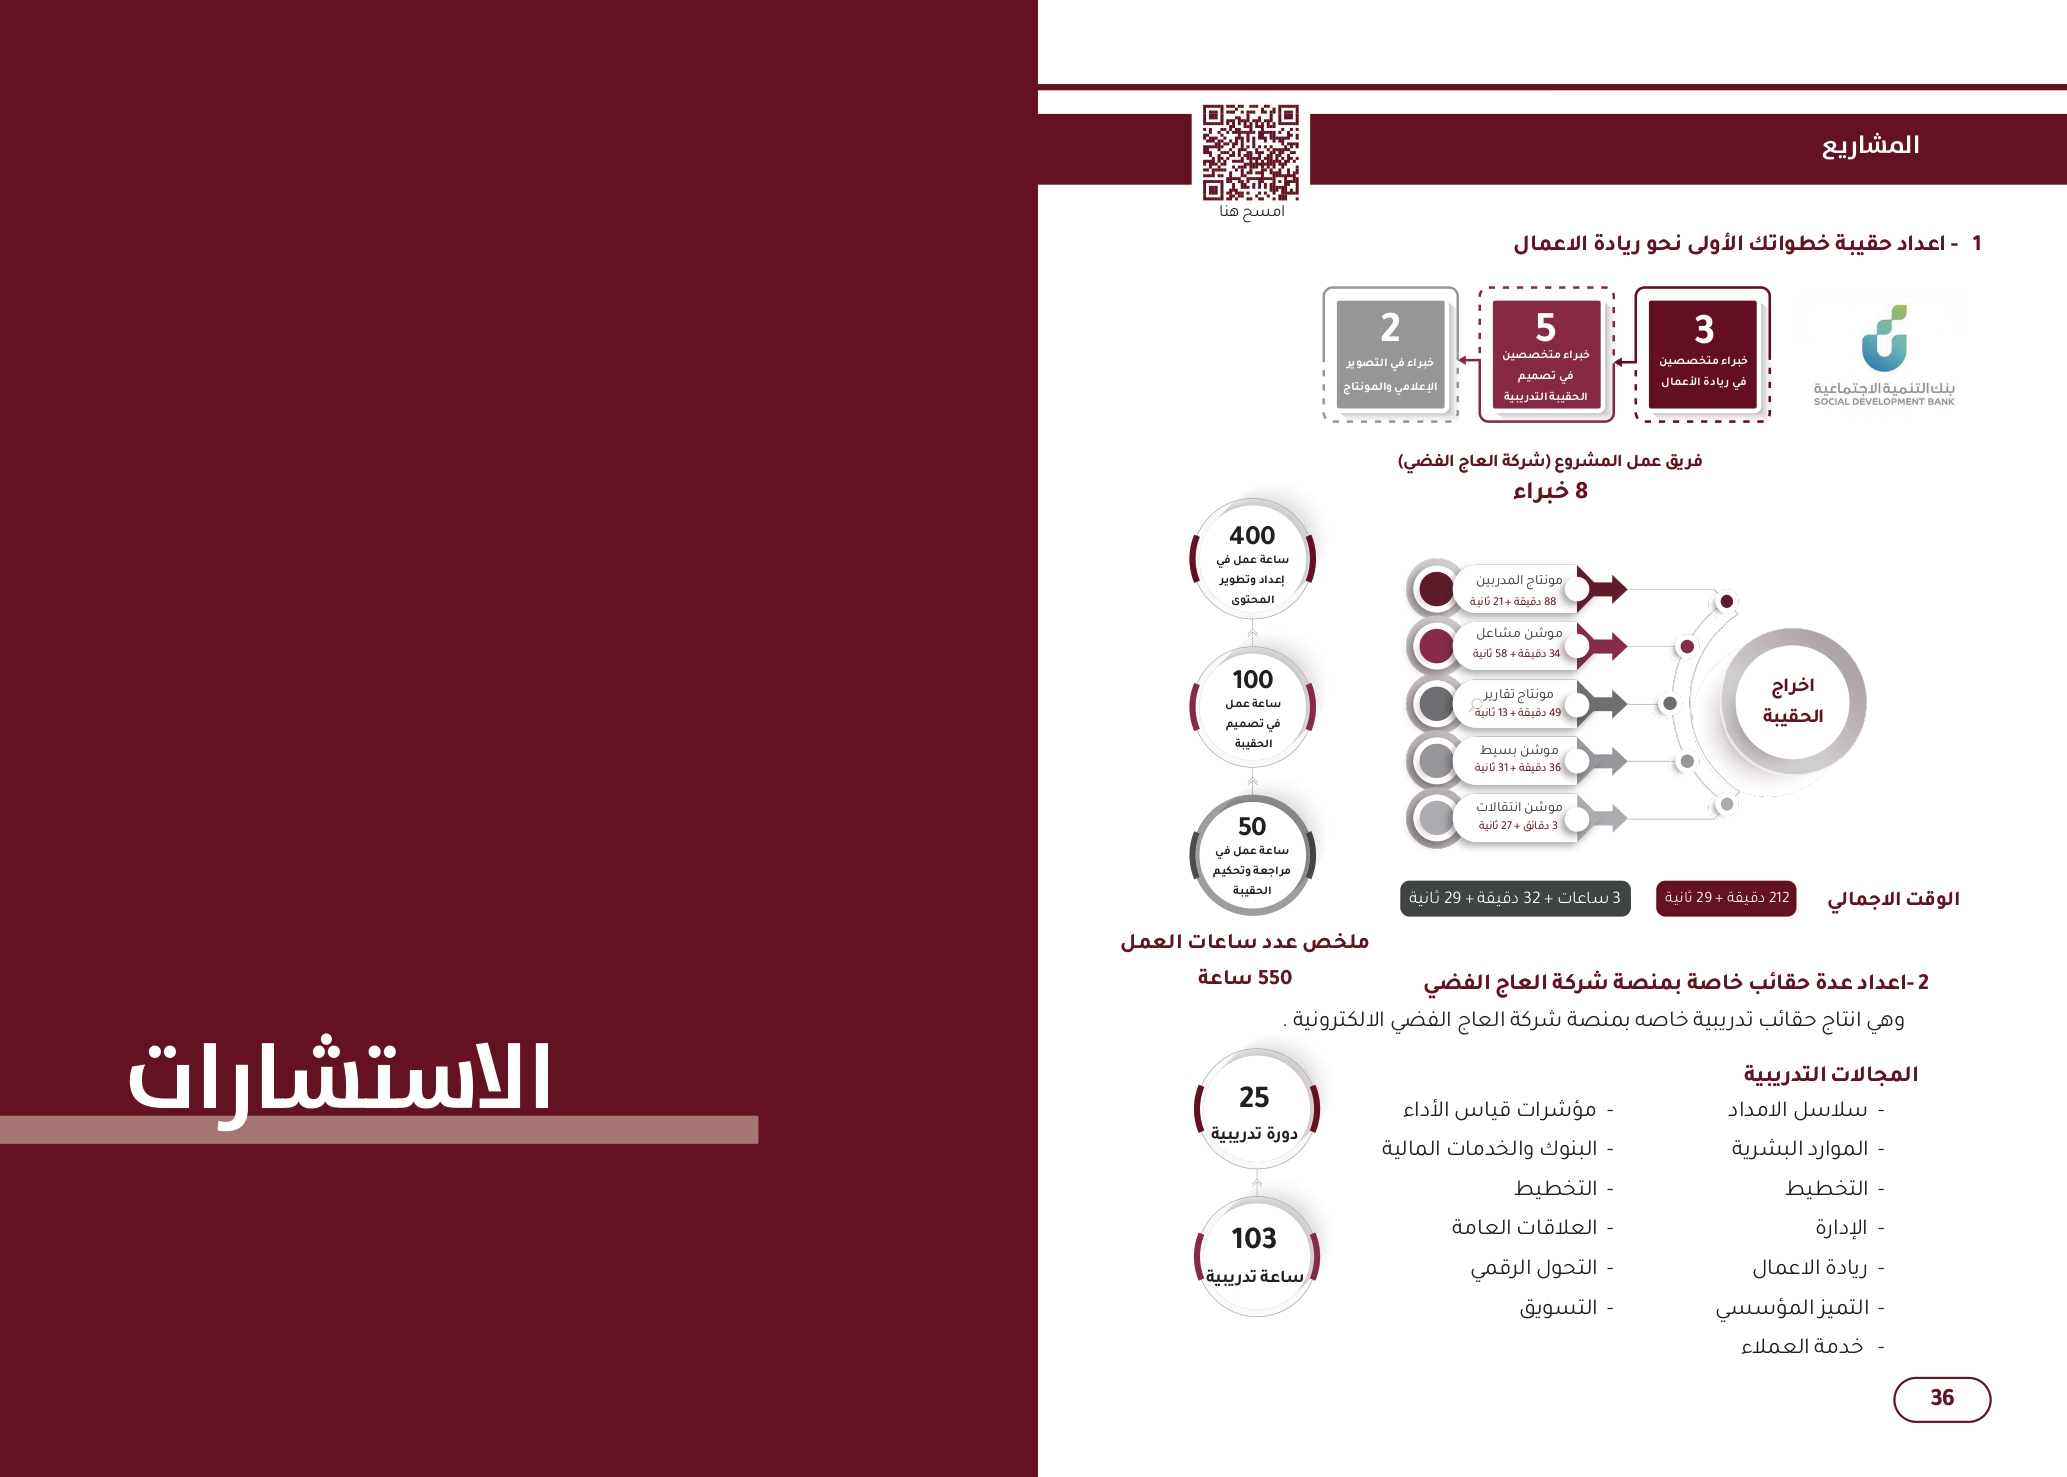 المشاريع
امسح هنا
1 - اعداد حقيبة خطواتك الأولى نحو ريادة الاعمال
بنك التنمية الاجتماعية
SOCIAL DEVELOPMENT BANK
3
خبراء متخصصين
في ريادة الأعمال
5
خبراء متخصصين
في تصميم
الحقيبة التدريبية
2
خبراء في التصوير
الإعلامي والمونتاج
فريق عمل المشروع (شركة العاج الفضي)
8 خبراء
اخراج
الحقيبة
مونتاج المدربين
88 دقيقة + 21 ثانية
موشن مشاعل
34 دقيقة + 58 ثانية
مونتاج تقارير
49 دقيقة + 13 ثانية
موشن بسيط
36 دقيقة + 31 ثانية
موشن انتقالات
3 دقائق + 27 ثانية
الوقت الاجمالي
212 دقيقة + 29 ثانية
3 ساعات + 32 دقيقة + 29 ثانية
400
ساعة عمل في
إعداد وتطوير
المحتوى
100
ساعة عمل
في تصميم
الحقيبة
50
ساعة عمل في
مراجعة وتحكيم
الحقيبة
ملخص عدد ساعات العمل
550 ساعة
2 -اعداد عدة حقائب خاصة بمنصة شركة العاج الفضي
وهي انتاج حقائب تدريبية خاصه بمنصة شركة العاج الفضي الالكترونية .
المجالات التدريبية
- سلاسل الامداد
- الموارد البشرية
- التخطيط
- الإدارة
- ريادة الاعمال
- التميز المؤسسي
- خدمة العملاء
- مؤشرات قياس الأداء
- البنوك والخدمات المالية
- التخطيط
- العلاقات العامة
- التحول الرقمي
- التسويق
25
دورة تدريبية
103
ساعة تدريبية
36
الاستشارات